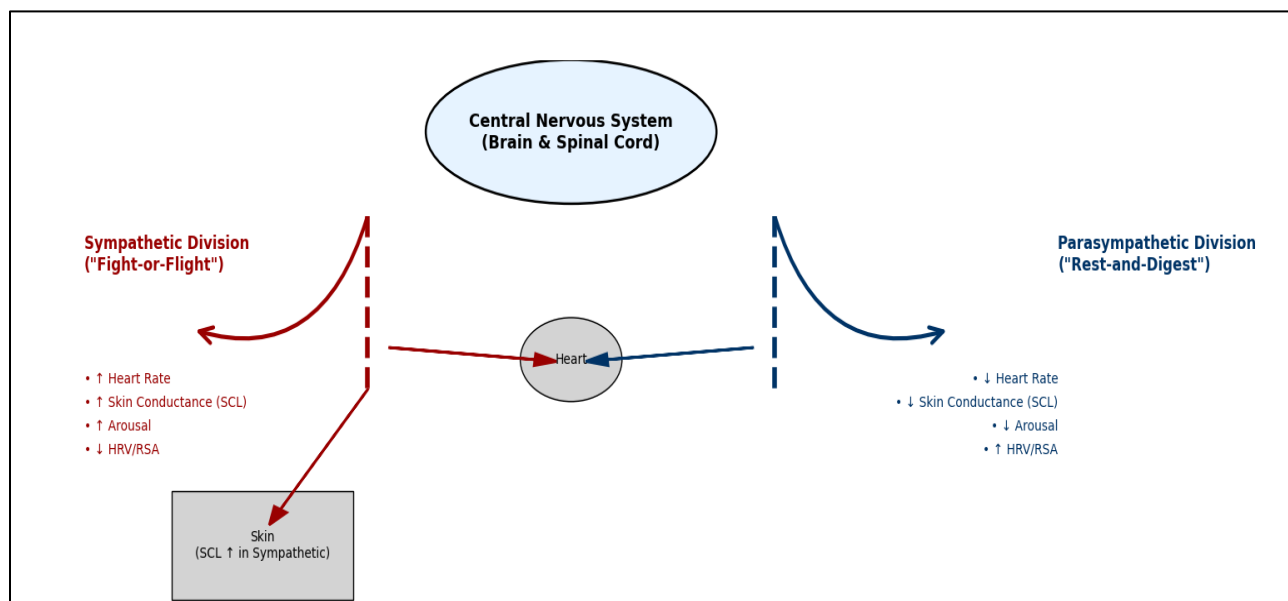 Central Nervous System
(Brain & Spinal Cord)
Sympathetic Division
("Fight-or-Flight")
Parasympathetic Division
("Rest-and-Digest")
Heart
• ↑ Heart Rate
• ↑ Skin Conductance (SCL)
• ↑ Arousal
• ↓ HRV/RSA
• ↓ Heart Rate
• ↓ Skin Conductance (SCL)
• ↓ Arousal
• ↑ HRV/RSA
Skin
(SCL ↑ in Sympathetic)